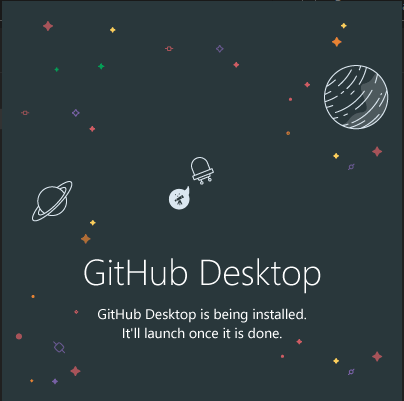 GitHub Desktop
GitHub Desktop is being installed.
It'll launch once it is done.